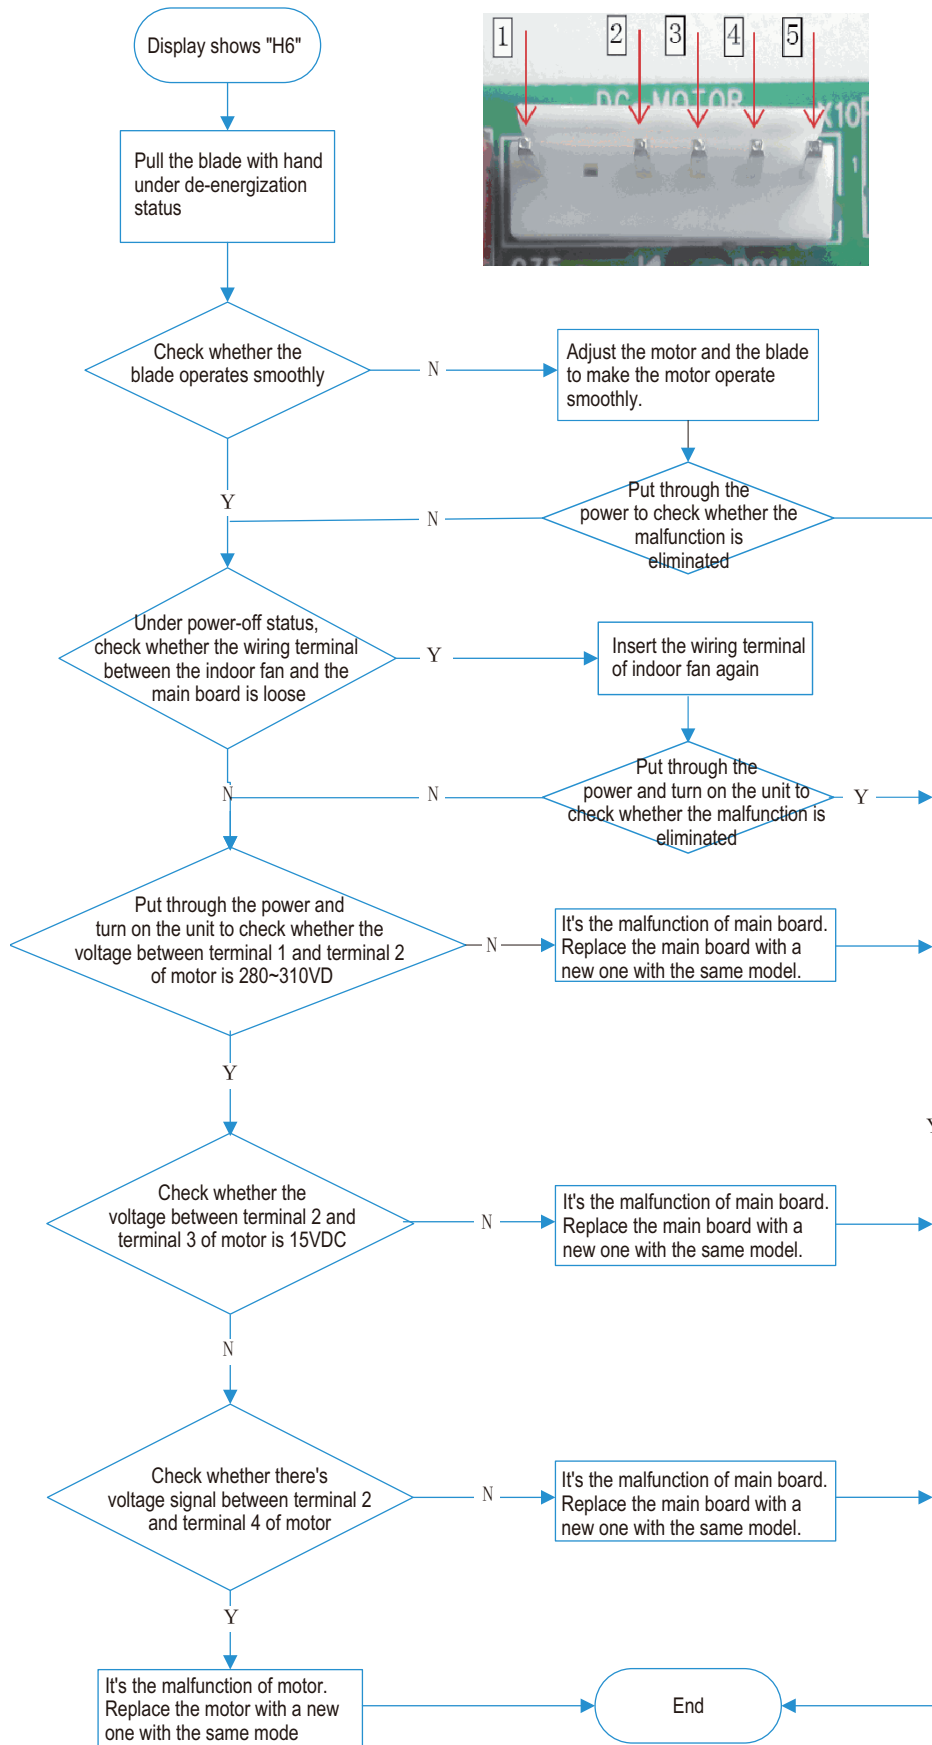 Display shows "H6"
1 2 3 4 5
DC MOTOR
Pull the blade with hand
under de-energization
status
Check whether the
blade operates smoothly
N
Adjust the motor and the blade
to make the motor operate
smoothly.
Y
Put through the
power to check whether the
malfunction is
eliminated
N
Under power-off status,
check whether the wiring terminal
between the indoor fan and the
main board is loose
Y
Insert the wiring terminal
of indoor fan again
N
Put through the
power and turn on the unit to
check whether the malfunction is
eliminated
N
Y
Put through the power and
turn on the unit to check whether the
voltage between terminal 1 and terminal 2
of motor is 280~310VD
N
It's the malfunction of main board.
Replace the main board with a
new one with the same model.
Y
Y
Check whether the
voltage between terminal 2 and
terminal 3 of motor is 15VDC
N
It's the malfunction of main board.
Replace the main board with a
new one with the same model.
N
Check whether there's
voltage signal between terminal 2
and terminal 4 of motor
N
It's the malfunction of main board.
Replace the main board with a
new one with the same model.
Y
It's the malfunction of motor.
Replace the motor with a new
one with the same mode
End